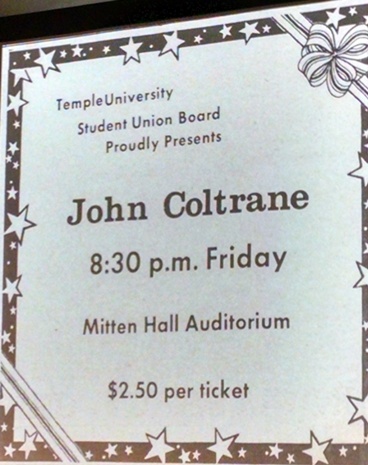 TempleUniversity
Student Union Board
Proudly Presents
John Coltrane
8:30 p.m. Friday
Mitten Hall Auditorium
$2.50 per ticket